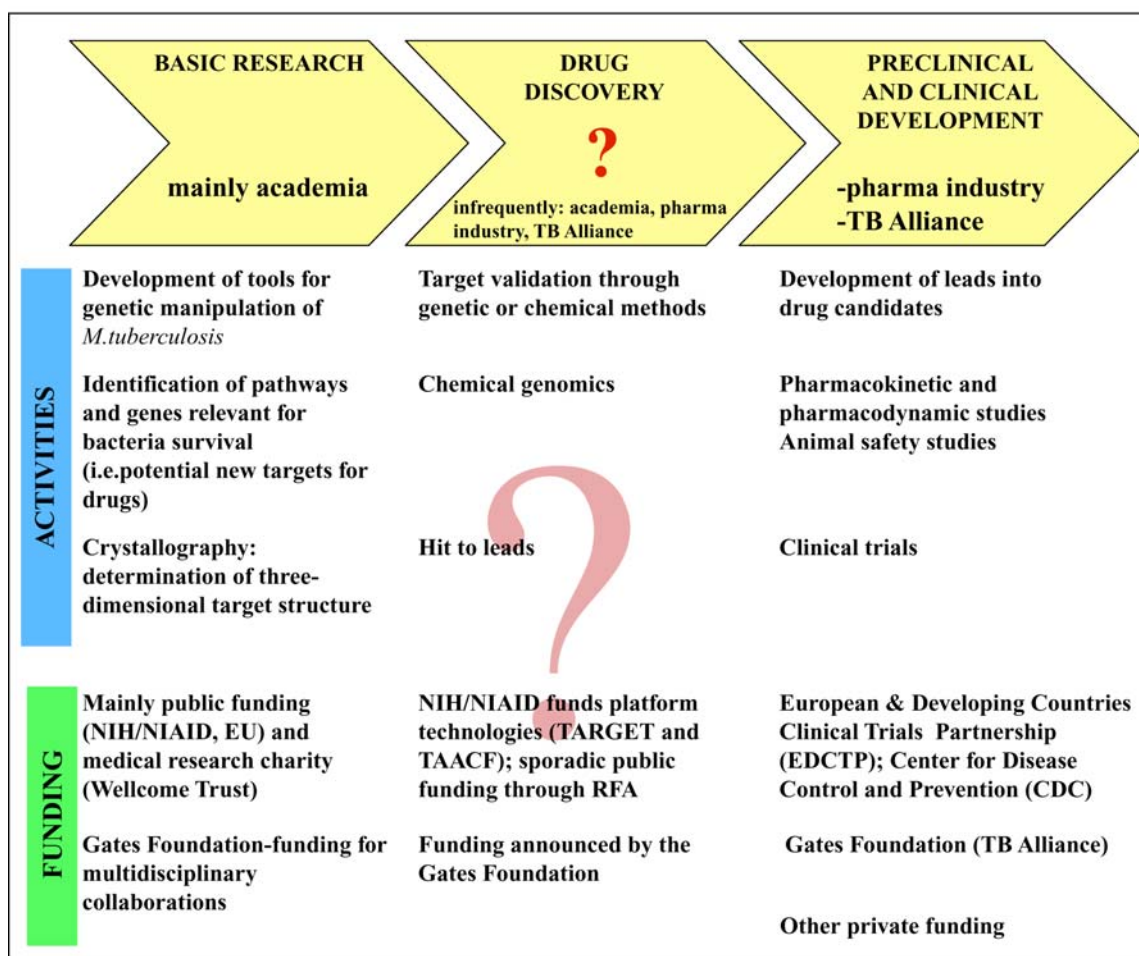 BASIC RESEARCH
mainly academia
DRUG
DISCOVERY
?
infrequently: academia, pharma
industry, TB Alliance
PRECLINICAL
AND CLINICAL
DEVELOPMENT
-pharma industry
-TB Alliance
ACTIVITIES
Development of tools for
genetic manipulation of
M.tuberculosis
Target validation through
genetic or chemical methods
Development of leads into
drug candidates
Identification of pathways
and genes relevant for
bacteria survival
(i.e.potential new targets for
drugs)
Chemical genomics
Pharmacokinetic and
pharmacodynamic studies
Animal safety studies
Crystallography:
determination of three-
dimensional target structure
Hit to leads
Clinical trials
?
FUNDING
Mainly public funding
(NIH/NIAID, EU) and
medical research charity
(Wellcome Trust)
NIH/NIAID funds platform
technologies (TARGET and
TAACF); sporadic public
funding through RFA
European & Developing Countries
Clinical Trials Partnership
(EDCTP); Center for Disease
Control and Prevention (CDC)
Gates Foundation-funding for
multidisciplinary
collaborations
Funding announced by the
Gates Foundation
Gates Foundation (TB Alliance)
Other private funding